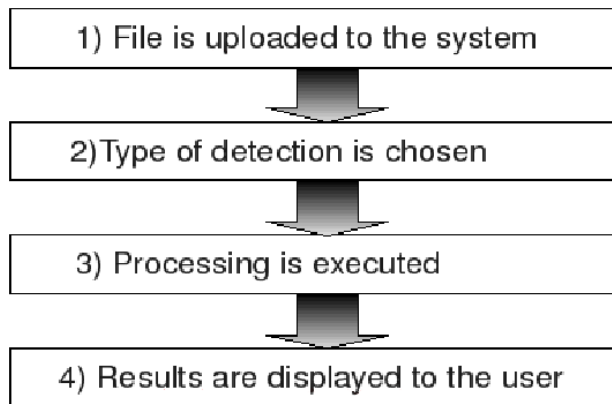 1) File is uploaded to the system
2)Type of detection is chosen
3) Processing is executed
4) Results are displayed to the user